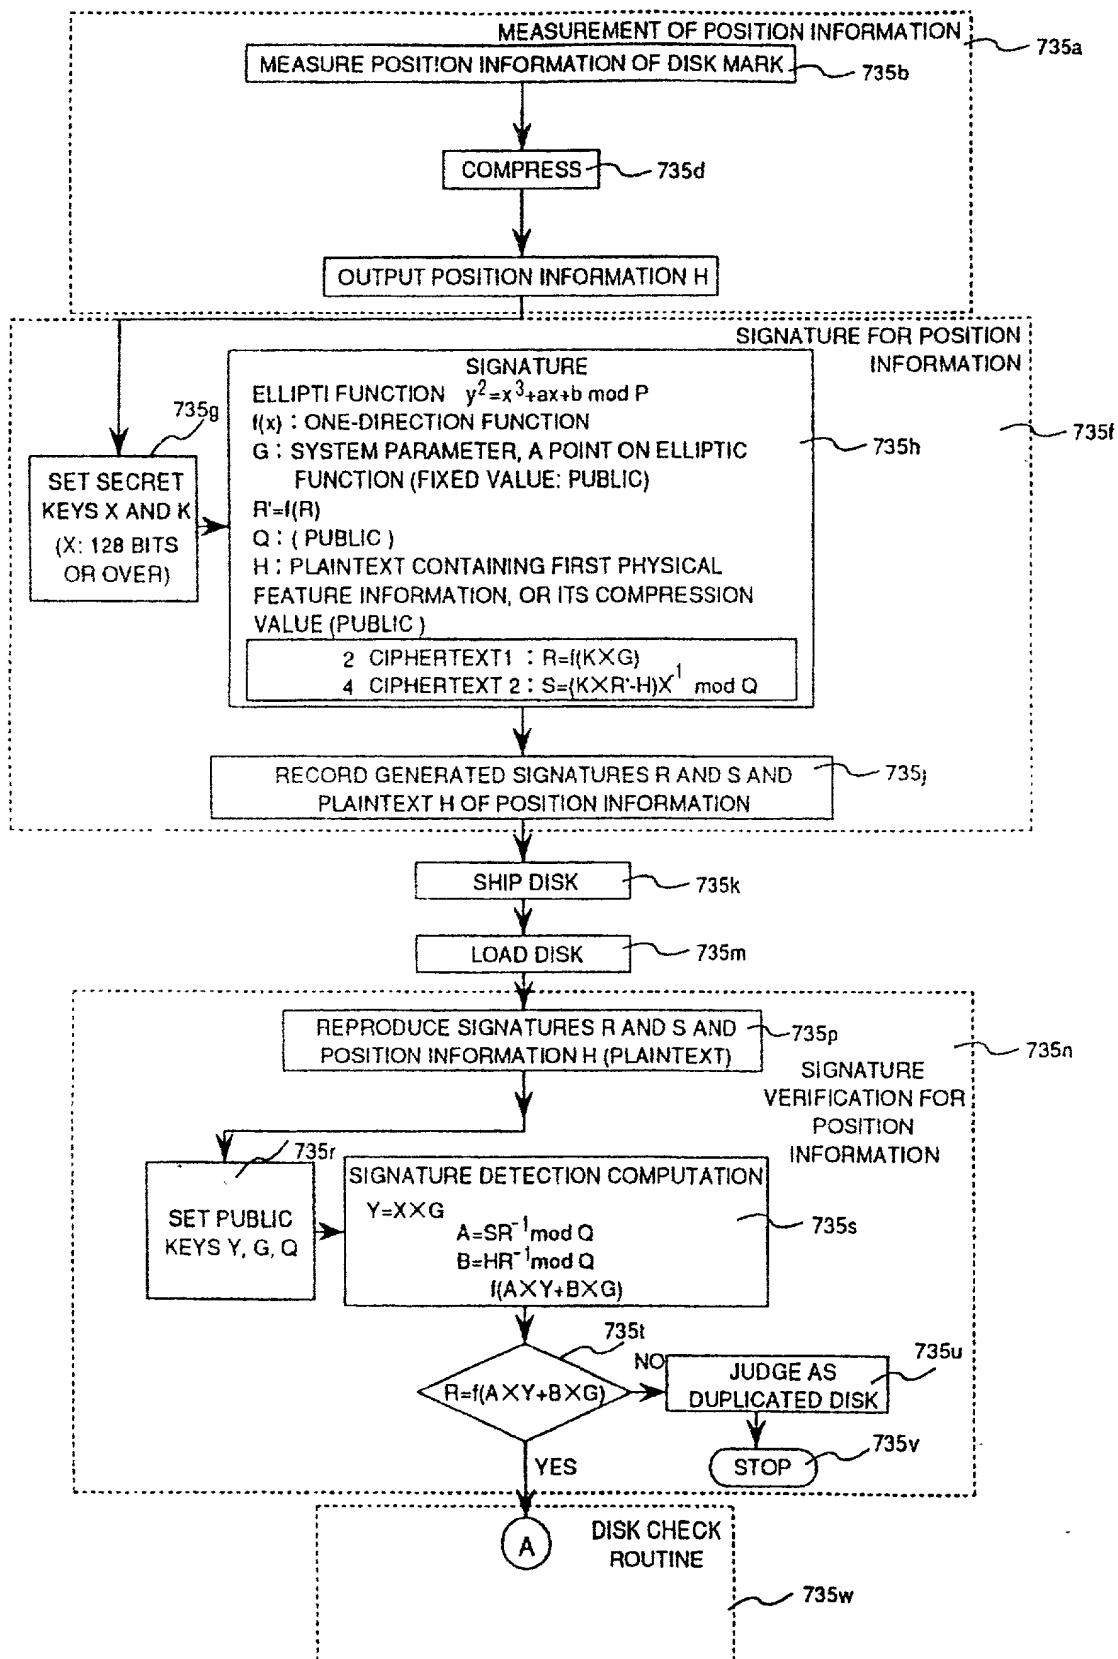 MEASUREMENT OF POSITION INFORMATION
735a
MEASURE POSITION INFORMATION OF DISK MARK
735b
COMPRESS
735d
OUTPUT POSITION INFORMATION H
SIGNATURE FOR POSITION
INFORMATION
735f
735g
SET SECRET
KEYS X AND K
(X: 128 BITS
OR OVER)
SIGNATURE
ELLIPTI FUNCTION y²=x³+ax+b mod P
f(x) : ONE-DIRECTION FUNCTION
G : SYSTEM PARAMETER, A POINT ON ELLIPTIC
FUNCTION (FIXED VALUE: PUBLIC)
R'=f(R)
Q : ( PUBLIC )
H : PLAINTEXT CONTAINING FIRST PHYSICAL
FEATURE INFORMATION, OR ITS COMPRESSION
VALUE (PUBLIC )
2 CIPHERTEXT1 : R=f(K×G)
4 CIPHERTEXT 2 : S=(K×R'-H)X⁻¹ mod Q
735h
RECORD GENERATED SIGNATURES R AND S AND
PLAINTEXT H OF POSITION INFORMATION
735j
SHIP DISK
735k
LOAD DISK
735m
REPRODUCE SIGNATURES R AND S AND
POSITION INFORMATION H (PLAINTEXT)
735p
735n
SIGNATURE
VERIFICATION FOR
POSITION
INFORMATION
735r
SET PUBLIC
KEYS Y, G, Q
SIGNATURE DETECTION COMPUTATION
Y=X×G
A=SR⁻¹ mod Q
B=HR⁻¹ mod Q
f(A×Y+B×G)
735s
735t
R=f(A×Y+B×G)
NO
JUDGE AS
DUPLICATED DISK
735u
STOP
735v
YES
A
DISK CHECK
ROUTINE
735w